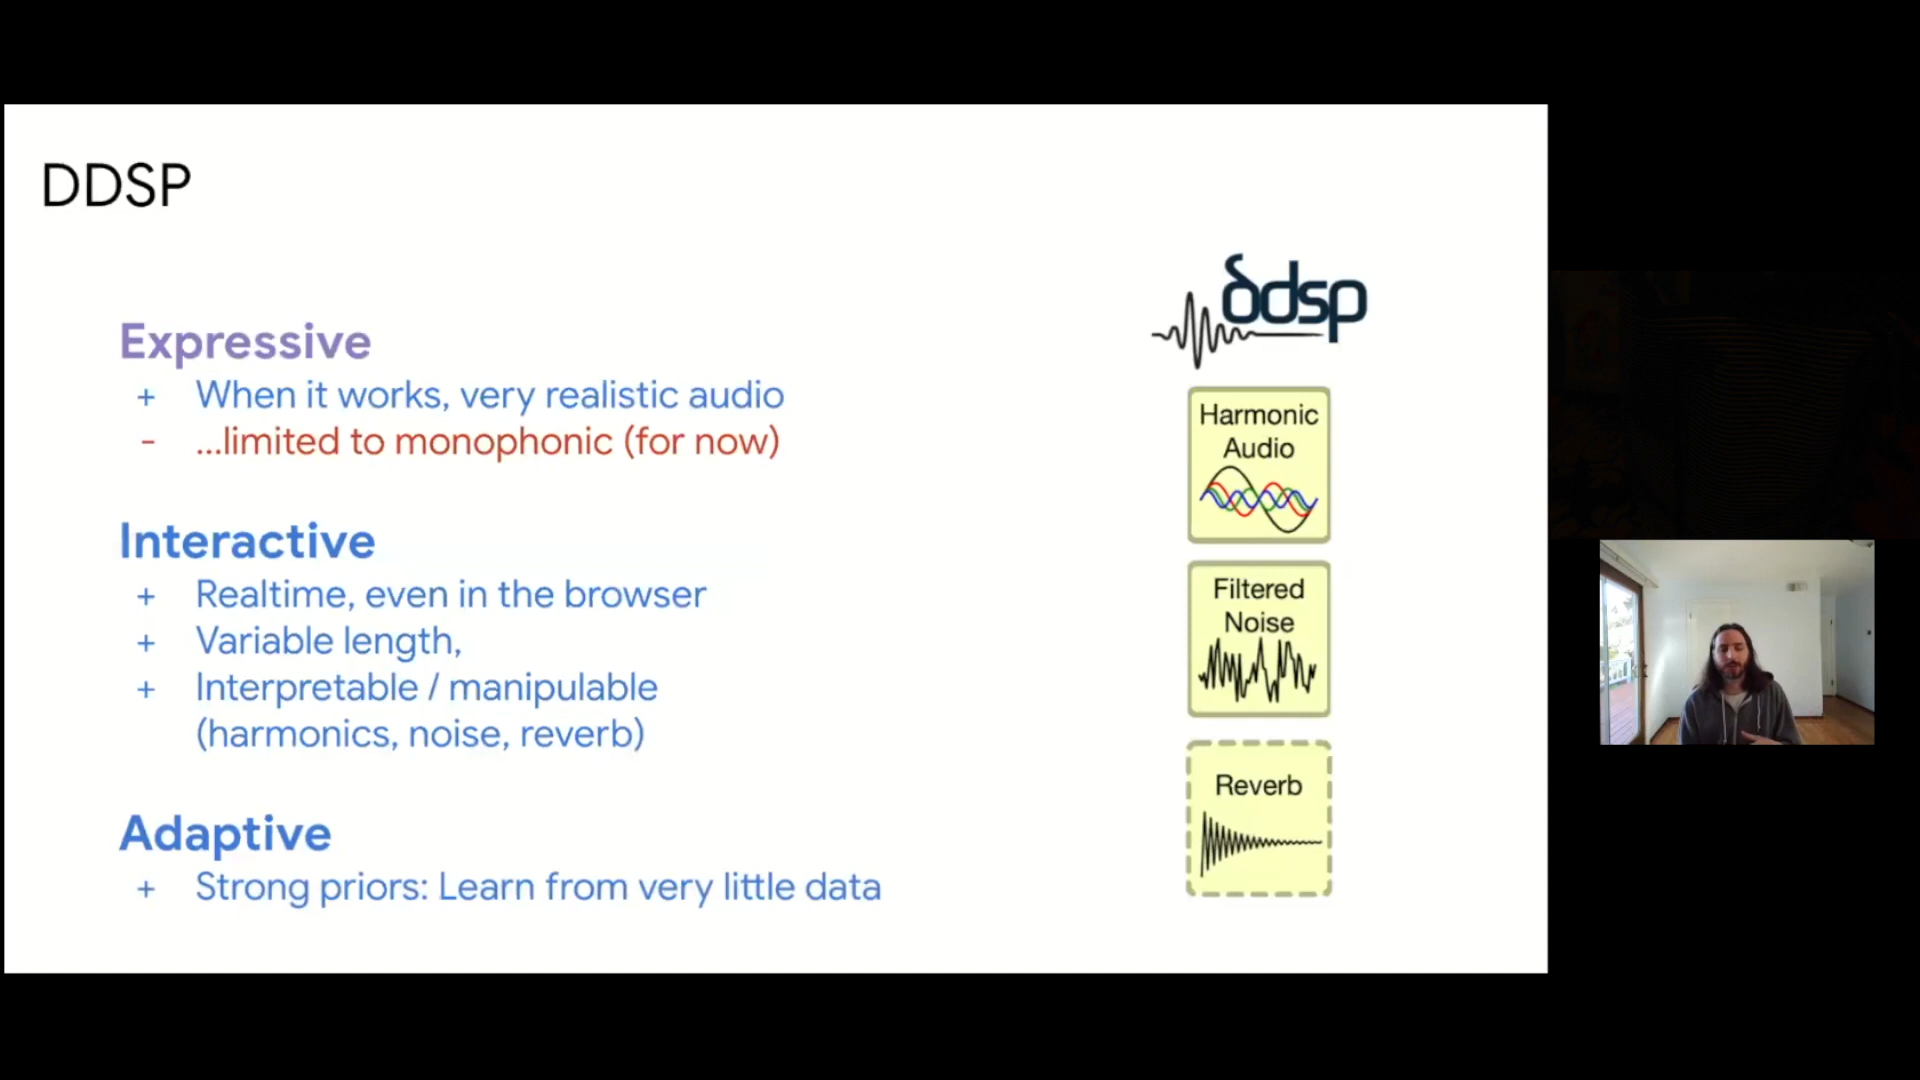 DDSP
Expressive
+ When it works, very realistic audio
- ...limited to monophonic (for now)
Interactive
+ Realtime, even in the browser
+ Variable length,
+ Interpretable / manipulable
(harmonics, noise, reverb)
Adaptive
+ Strong priors: Learn from very little data
δdsp
Harmonic
Audio
Filtered
Noise
Reverb